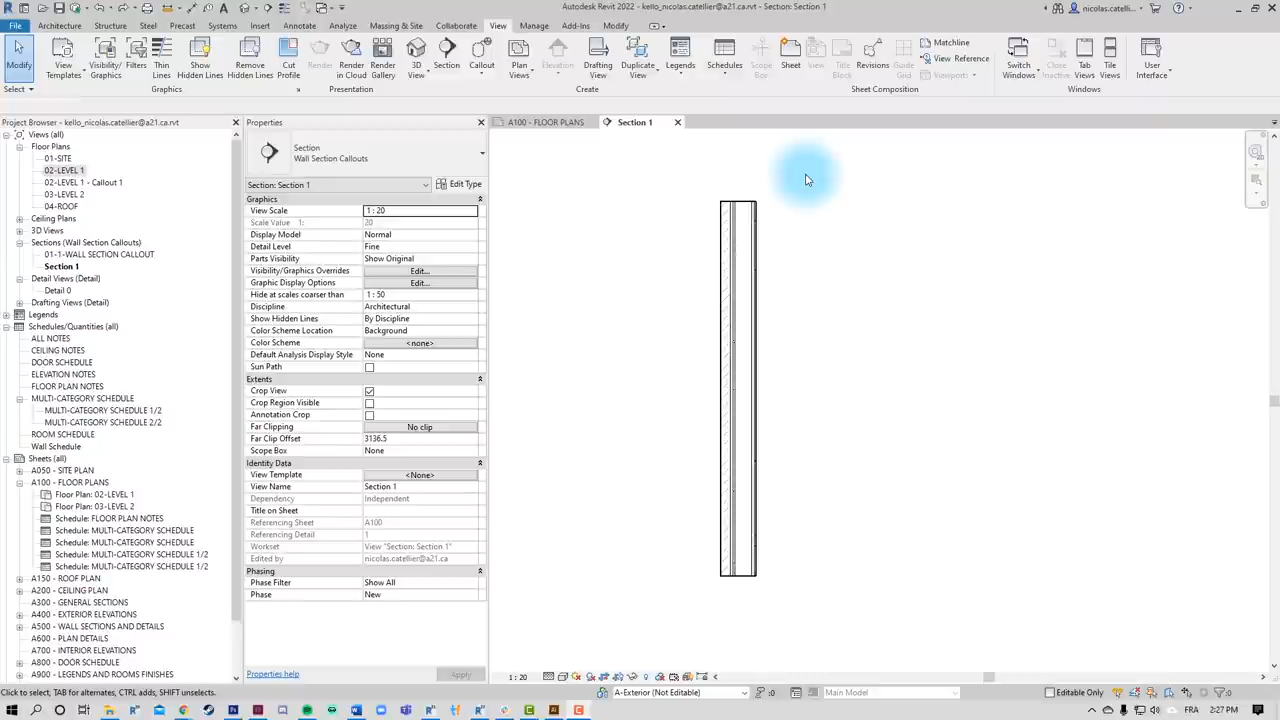 Autodesk Revit 2022 - kello_nicolas.catellier@a21.ca.rvt - Section: Section 1
nicolas.catelli...
File Architecture Structure Steel Precast Systems Insert Annotate Analyze Massing & Site Collaborate View Manage Add-Ins Modify
Modify
View Templates
Visibility/ Graphics
Filters
Thin Lines
Show Hidden Lines
Remove Hidden Lines
Cut Profile
Render
Render in Cloud
Render Gallery
3D View
Section
Callout
Plan Views
Elevation
Drafting View
Duplicate View
Legends
Schedules
Scope Box
Sheet
View
Title Block
Revisions
Guide Grid
Matchline
View Reference
Viewports
Switch Windows
Close Inactive
Tab Views
Tile Views
User Interface
Select
Graphics
Presentation
Create
Sheet Composition
Windows
Project Browser - kello_nicolas.catellier@a21.ca.rvt
Views (all)
Floor Plans
01-SITE
02-LEVEL 1
02-LEVEL 1 - Callout 1
03-LEVEL 2
04-ROOF
Ceiling Plans
3D Views
Sections (Wall Section Callouts)
01-1-WALL SECTION CALLOUT
Section 1
Detail Views (Detail)
Detail 0
Drafting Views (Detail)
Legends
Schedules/Quantities (all)
ALL NOTES
CEILING NOTES
DOOR SCHEDULE
ELEVATION NOTES
FLOOR PLAN NOTES
MULTI-CATEGORY SCHEDULE
MULTI-CATEGORY SCHEDULE 1/2
MULTI-CATEGORY SCHEDULE 2/2
ROOM SCHEDULE
Wall Schedule
Sheets (all)
A050 - SITE PLAN
A100 - FLOOR PLANS
Floor Plan: 02-LEVEL 1
Floor Plan: 03-LEVEL 2
Schedule: FLOOR PLAN NOTES
Schedule: MULTI-CATEGORY SCHEDULE
Schedule: MULTI-CATEGORY SCHEDULE
Schedule: MULTI-CATEGORY SCHEDULE 1/2
Schedule: MULTI-CATEGORY SCHEDULE 1/2
A150 - ROOF PLAN
A200 - CEILING PLAN
A300 - GENERAL SECTIONS
A400 - EXTERIOR ELEVATIONS
A500 - WALL SECTIONS AND DETAILS
A600 - PLAN DETAILS
A700 - INTERIOR ELEVATIONS
A800 - DOOR SCHEDULE
A900 - LEGENDS AND ROOMS FINISHES
Properties
Section
Wall Section Callouts
Section: Section 1
Edit Type
Graphics
View Scale 1 : 20
Scale Value 1: 20
Display Model Normal
Detail Level Fine
Parts Visibility Show Original
Visibility/Graphics Overrides Edit...
Graphic Display Options Edit...
Hide at scales coarser than 1 : 50
Discipline Architectural
Show Hidden Lines By Discipline
Color Scheme Location Background
Color Scheme <none>
Default Analysis Display Style None
Sun Path
Extents
Crop View
Crop Region Visible
Annotation Crop
Far Clipping No clip
Far Clip Offset 3136.5
Scope Box None
Identity Data
View Template <None>
View Name Section 1
Dependency Independent
Title on Sheet
Referencing Sheet A100
Referencing Detail 1
Workset View "Section: Section 1"
Edited by nicolas.catellier@a21.ca
Phasing
Phase Filter Show All
Phase New
Properties help
Apply
A100 - FLOOR PLANS
Section 1
1 : 20
Click to select, TAB for alternates, CTRL adds, SHIFT unselects.
A-Exterior (Not Editable)
:0
Main Model
Editable Only
:0
FRA 2:27 PM